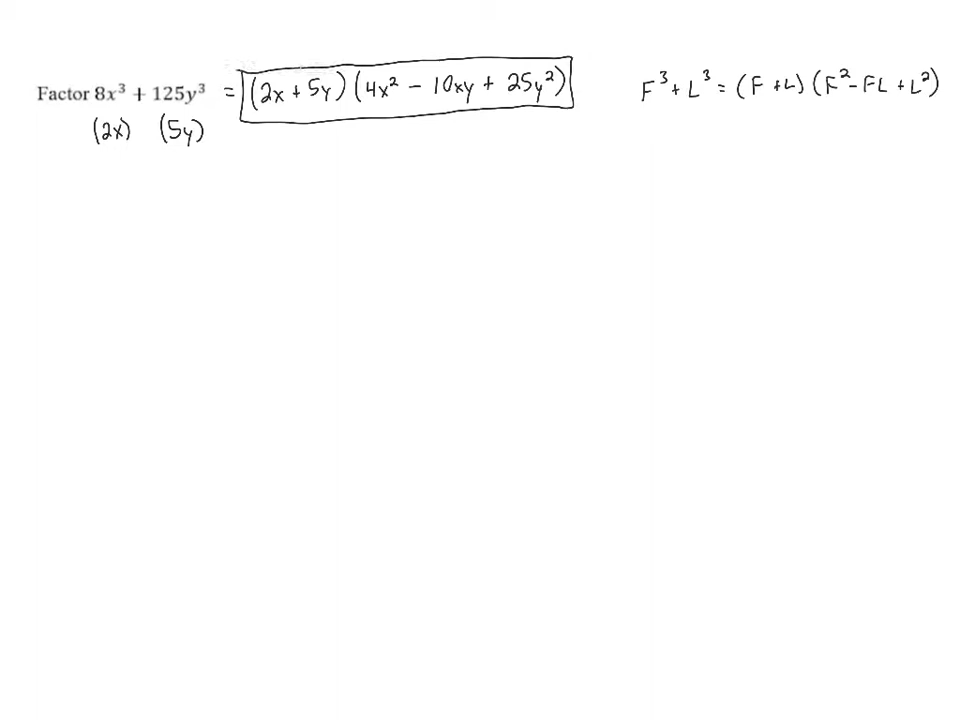 Factor 8x³ + 125y³ = (2x + 5y) (4x² - 10xy + 25y²) F³ + L³ = (F + L) (F² - FL + L²)
(2x) (5y)